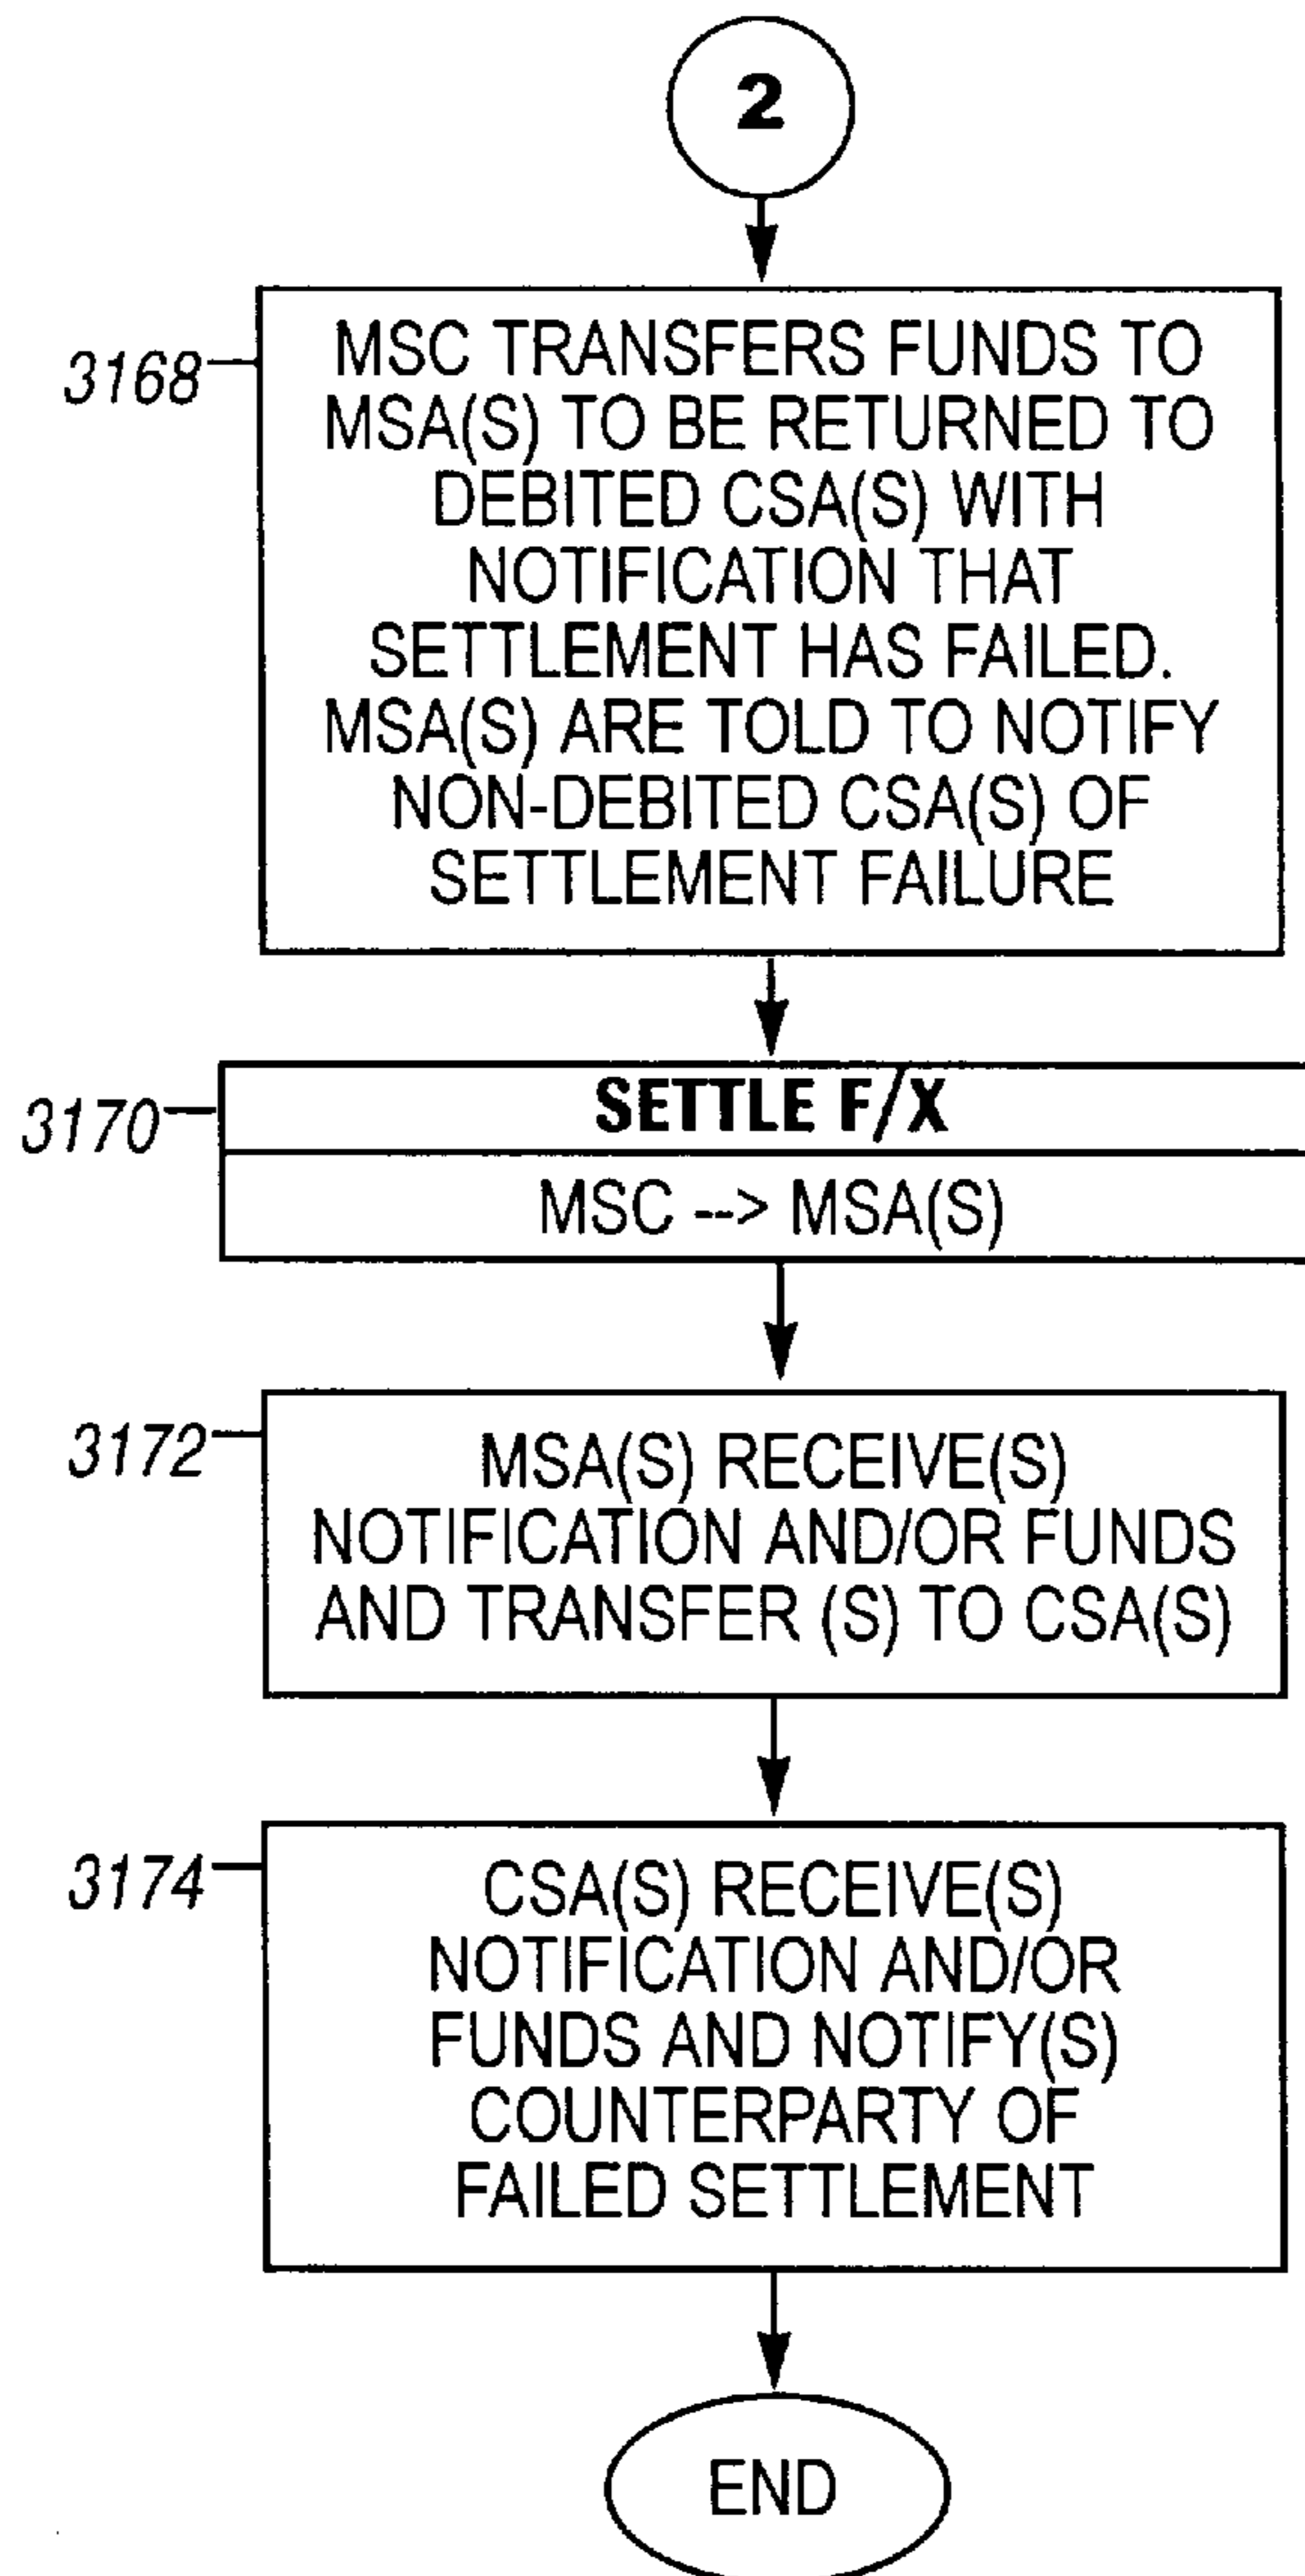 2
3168
MSC TRANSFERS FUNDS TO
MSA(S) TO BE RETURNED TO
DEBITED CSA(S) WITH
NOTIFICATION THAT
SETTLEMENT HAS FAILED.
MSA(S) ARE TOLD TO NOTIFY
NON-DEBITED CSA(S) OF
SETTLEMENT FAILURE
3170
SETTLE F/X
MSC --> MSA(S)
3172
MSA(S) RECEIVE(S)
NOTIFICATION AND/OR FUNDS
AND TRANSFER (S) TO CSA(S)
3174
CSA(S) RECEIVE(S)
NOTIFICATION AND/OR
FUNDS AND NOTIFY(S)
COUNTERPARTY OF
FAILED SETTLEMENT
END